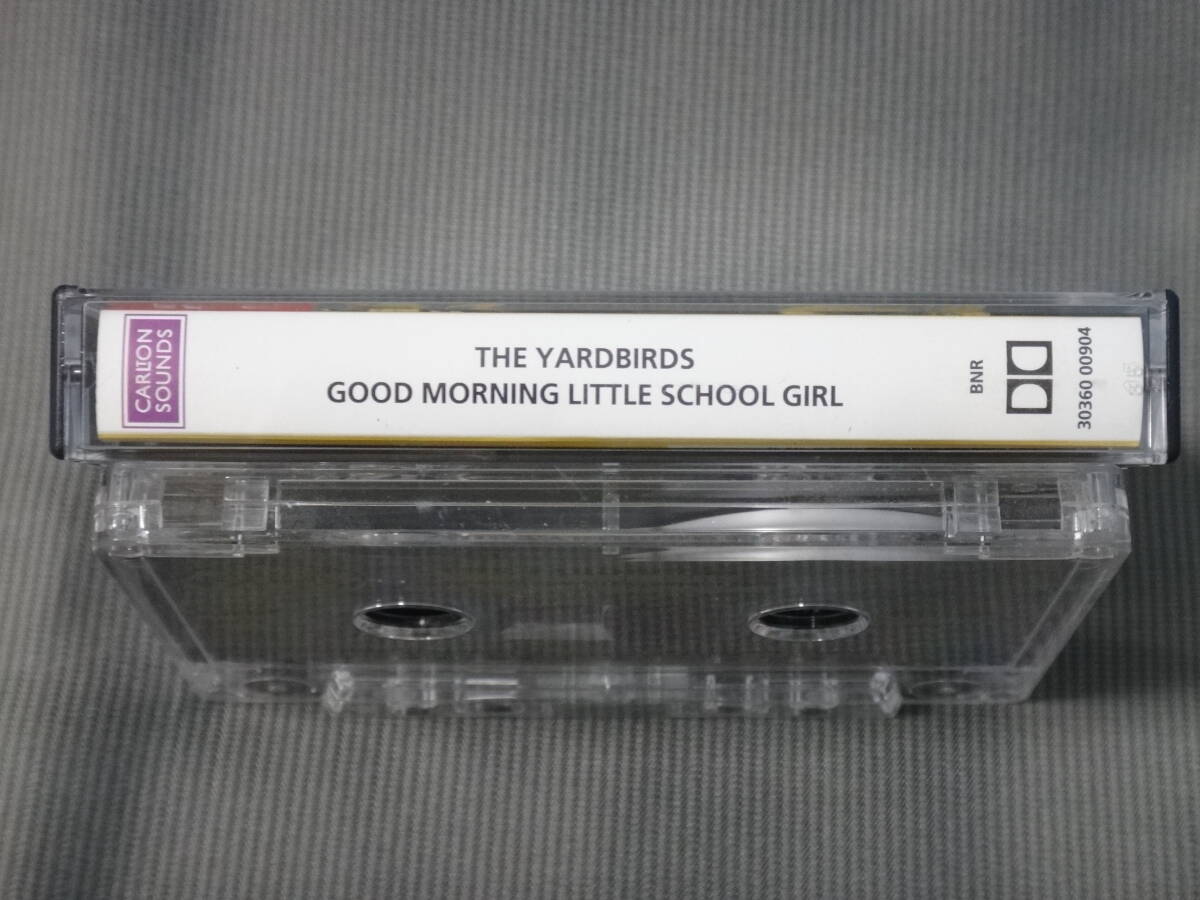 CARLTON
SOUNDS
THE YARDBIRDS
GOOD MORNING LITTLE SCHOOL GIRL
BNR
30360 00904